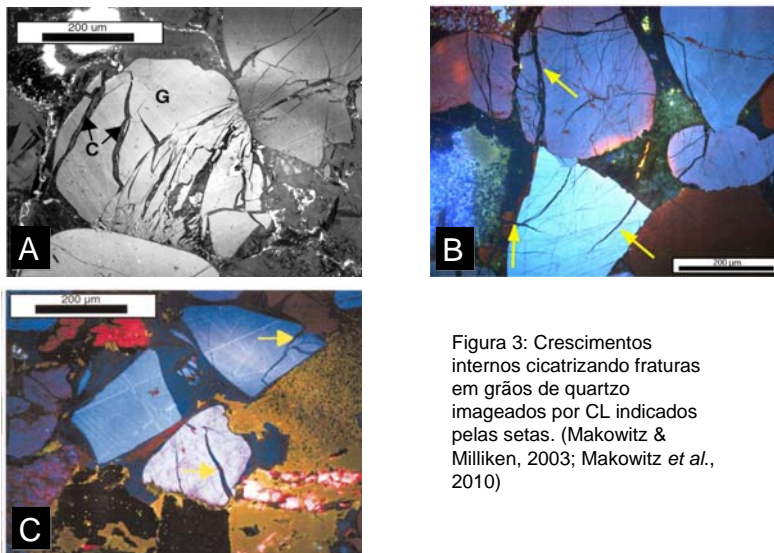 200 um
G
C
A
B
200 µm
200 µm
C
Figura 3: Crescimentos
internos cicatrizando fraturas
em grãos de quartzo
imageados por CL indicados
pelas setas. (Makowitz &
Milliken, 2003; Makowitz et al.,
2010)